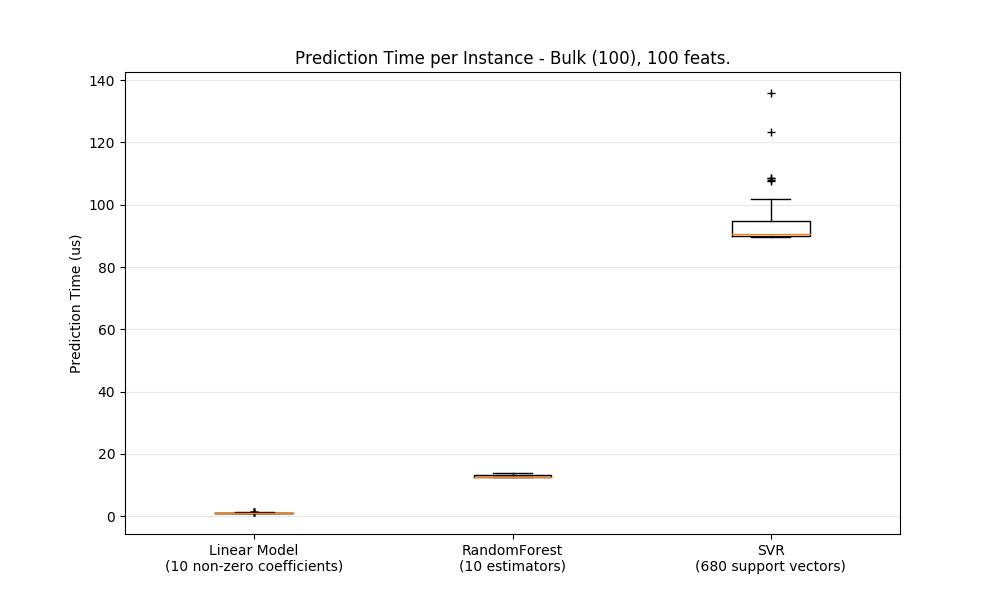 Prediction Time per Instance - Bulk (100), 100 feats.
140
120
100
80
60
40
20
0
Prediction Time (us)
Linear Model
(10 non-zero coefficients)
RandomForest
(10 estimators)
SVR
(680 support vectors)